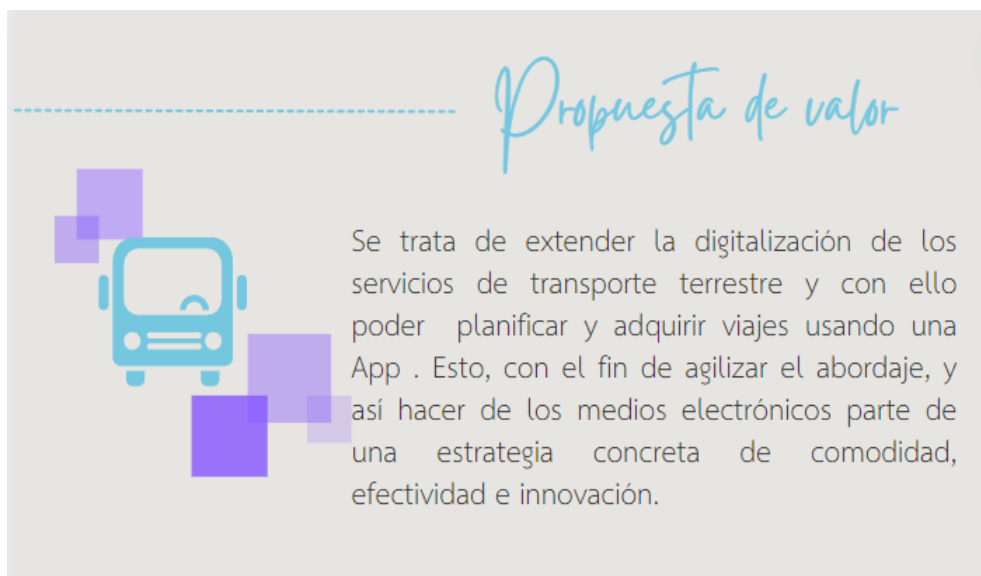 Propuesta de valor
Se trata de extender la digitalización de los
servicios de transporte terrestre y con ello
poder planificar y adquirir viajes usando una
App . Esto, con el fin de agilizar el abordaje, y
así hacer de los medios electrónicos parte de
una estrategia concreta de comodidad,
efectividad e innovación.